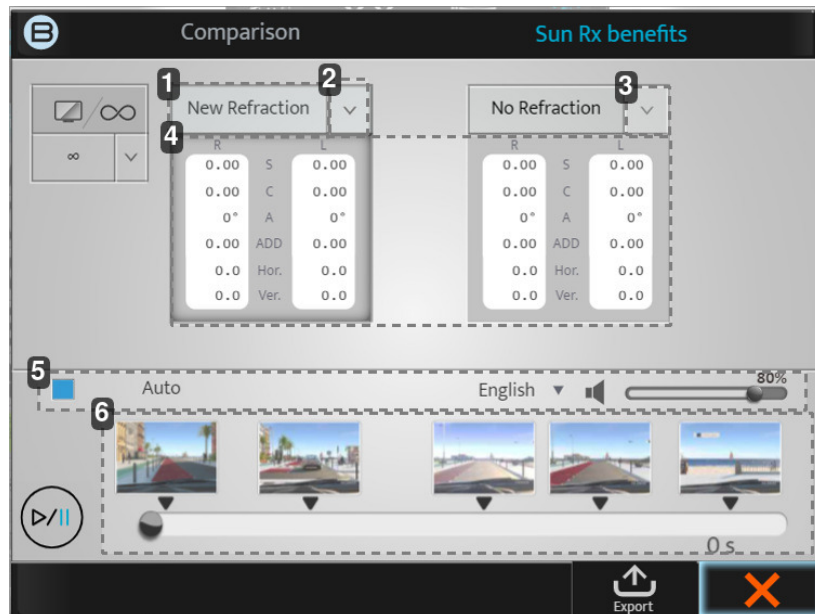 B Comparison Sun Rx benefits
1 New Refraction 2
No Refraction 3
∞
∞
4
R L
0.00 S 0.00
0.00 C 0.00
0° A 0°
0.00 ADD 0.00
0.0 Hor. 0.0
0.0 Ver. 0.0
R L
0.00 S 0.00
0.00 C 0.00
0° A 0°
0.00 ADD 0.00
0.0 Hor. 0.0
0.0 Ver. 0.0
5 Auto English 80%
6
0 s
Export